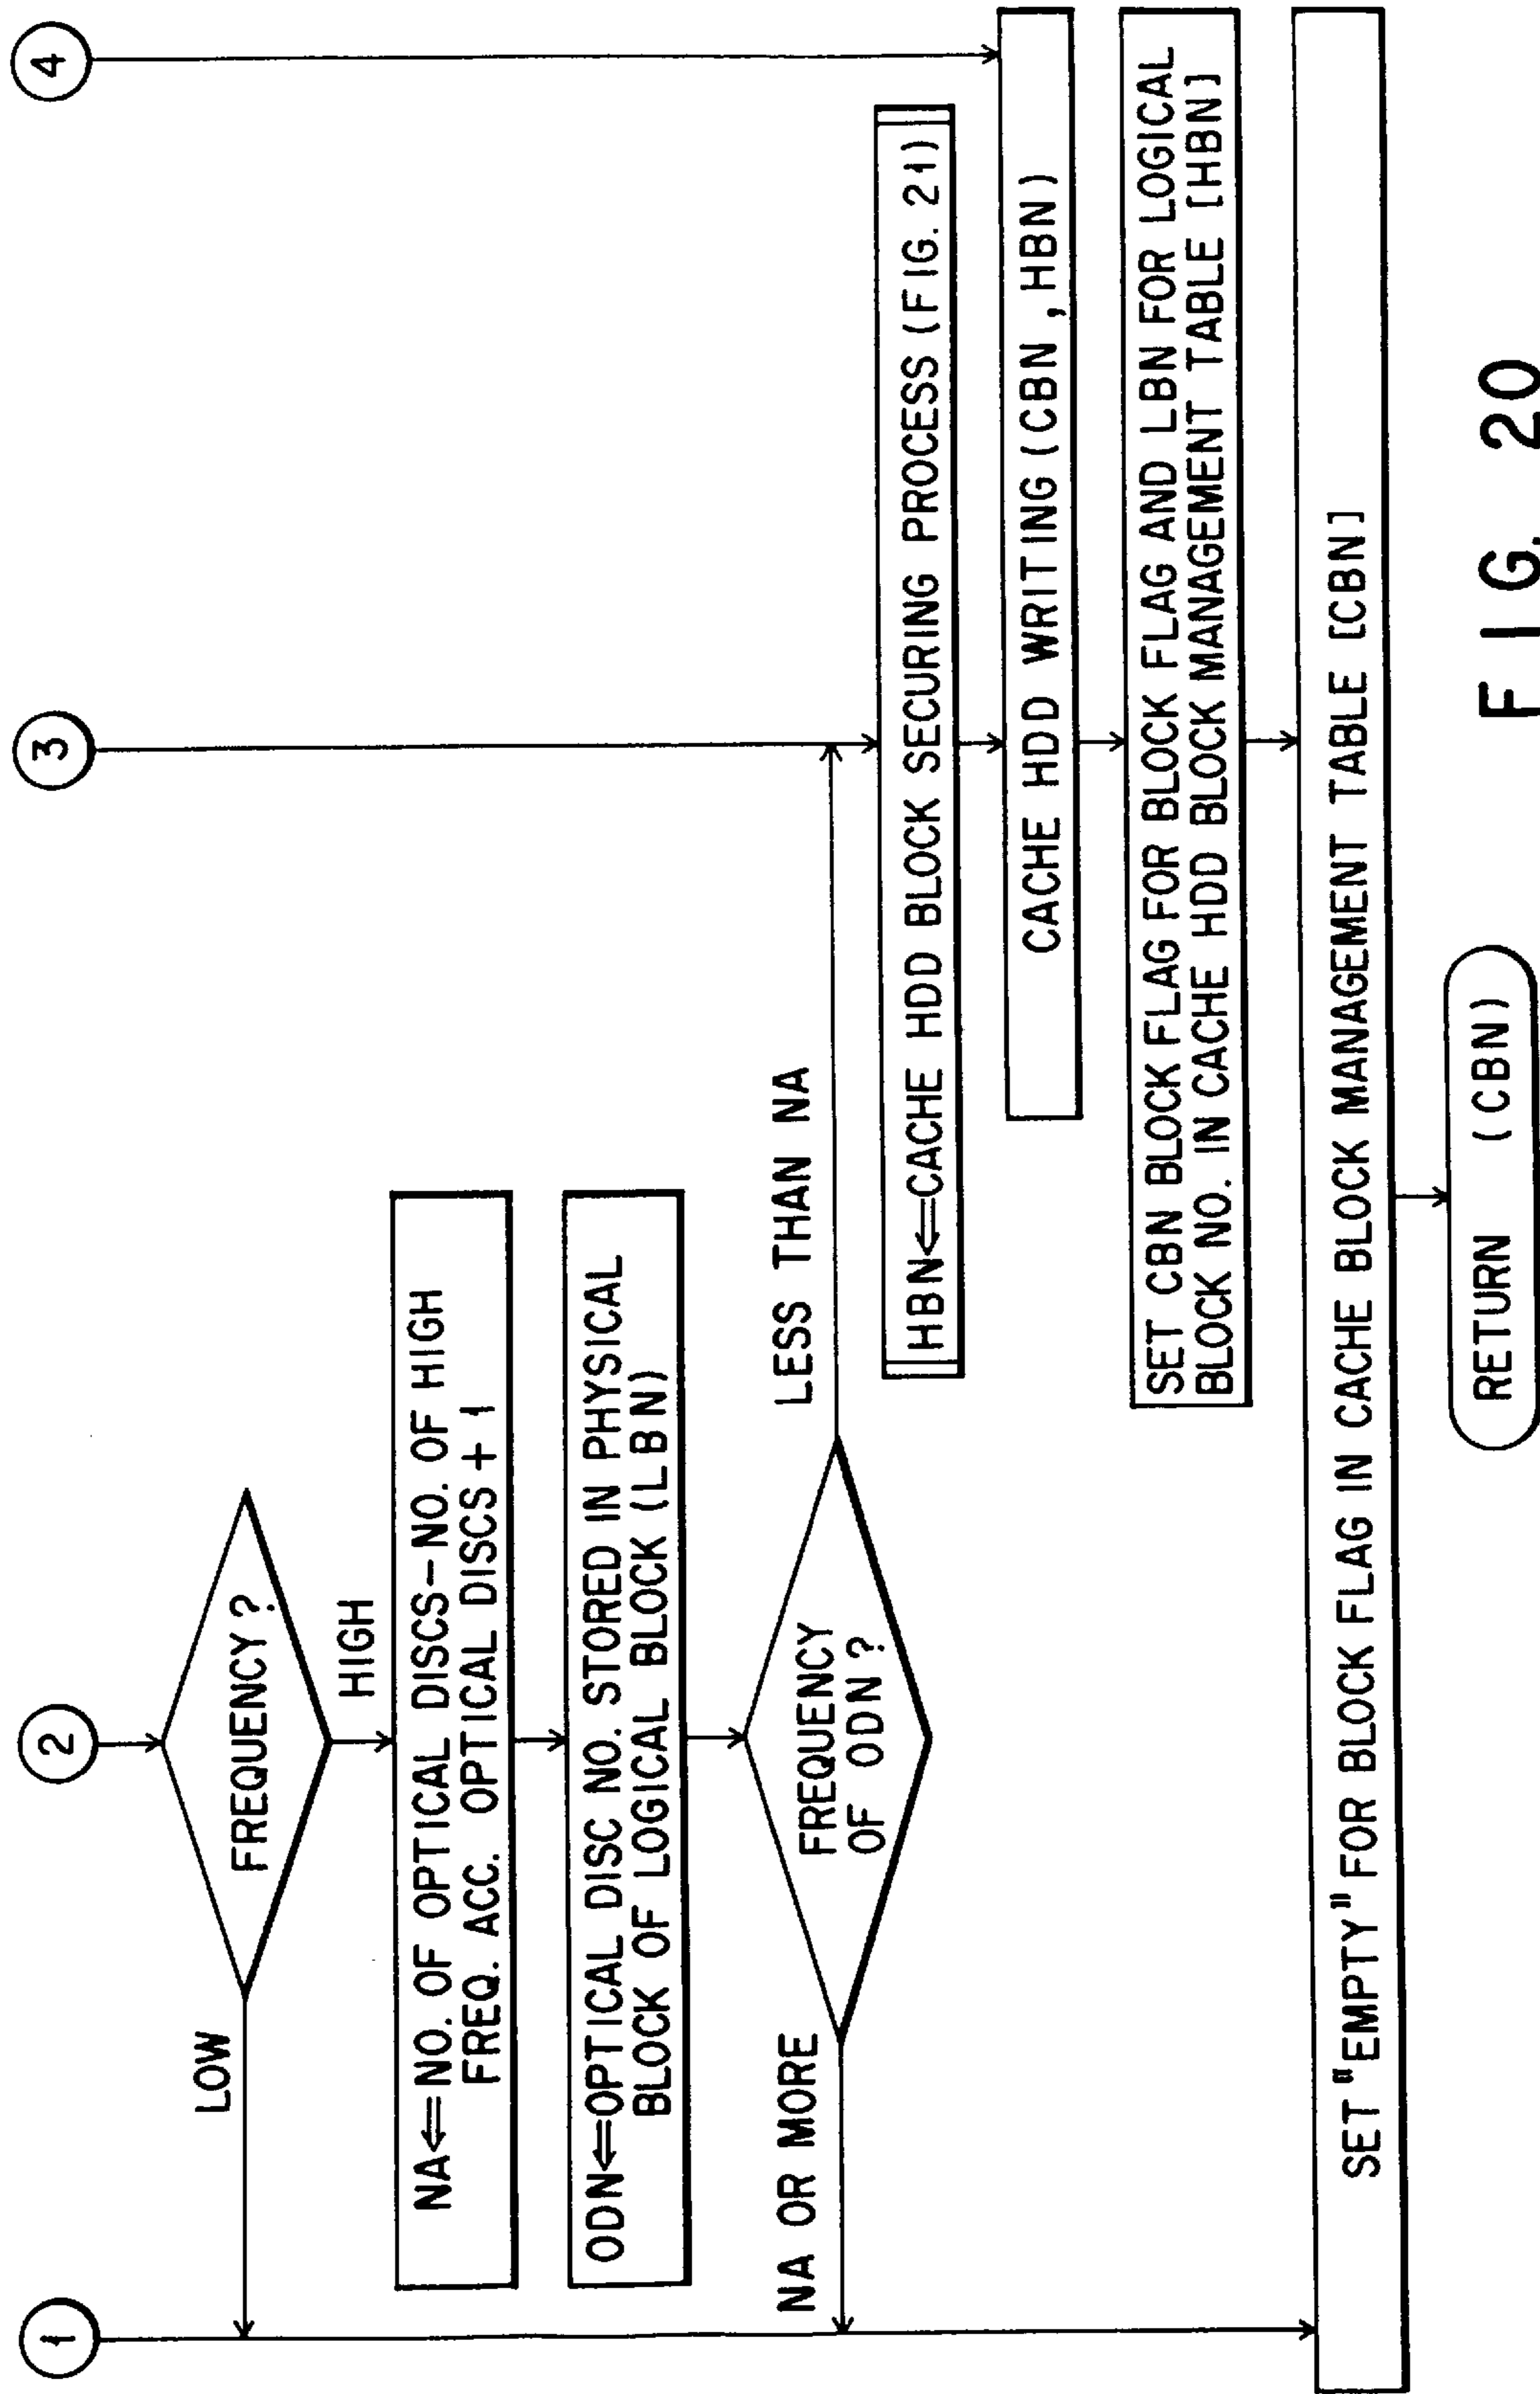 1
2
3
4
FREQUENCY?
LOW
HIGH
NA⇐NO. OF OPTICAL DISCS-NO. OF HIGH
FREQ. ACC. OPTICAL DISCS + 1
ODN⇐OPTICAL DISC NO. STORED IN PHYSICAL
BLOCK OF LOGICAL BLOCK (LBN)
FREQUENCY
OF ODN?
NA OR MORE
LESS THAN NA
HBN⇐CACHE HDD BLOCK SECURING PROCESS (FIG. 21)
CACHE HDD WRITING (CBN, HBN)
SET CBN BLOCK FLAG FOR BLOCK FLAG AND LBN FOR LOGICAL
BLOCK NO. IN CACHE HDD BLOCK MANAGEMENT TABLE [HBN]
SET "EMPTY" FOR BLOCK FLAG IN CACHE BLOCK MANAGEMENT TABLE [CBN]
RETURN (CBN)
FIG. 20